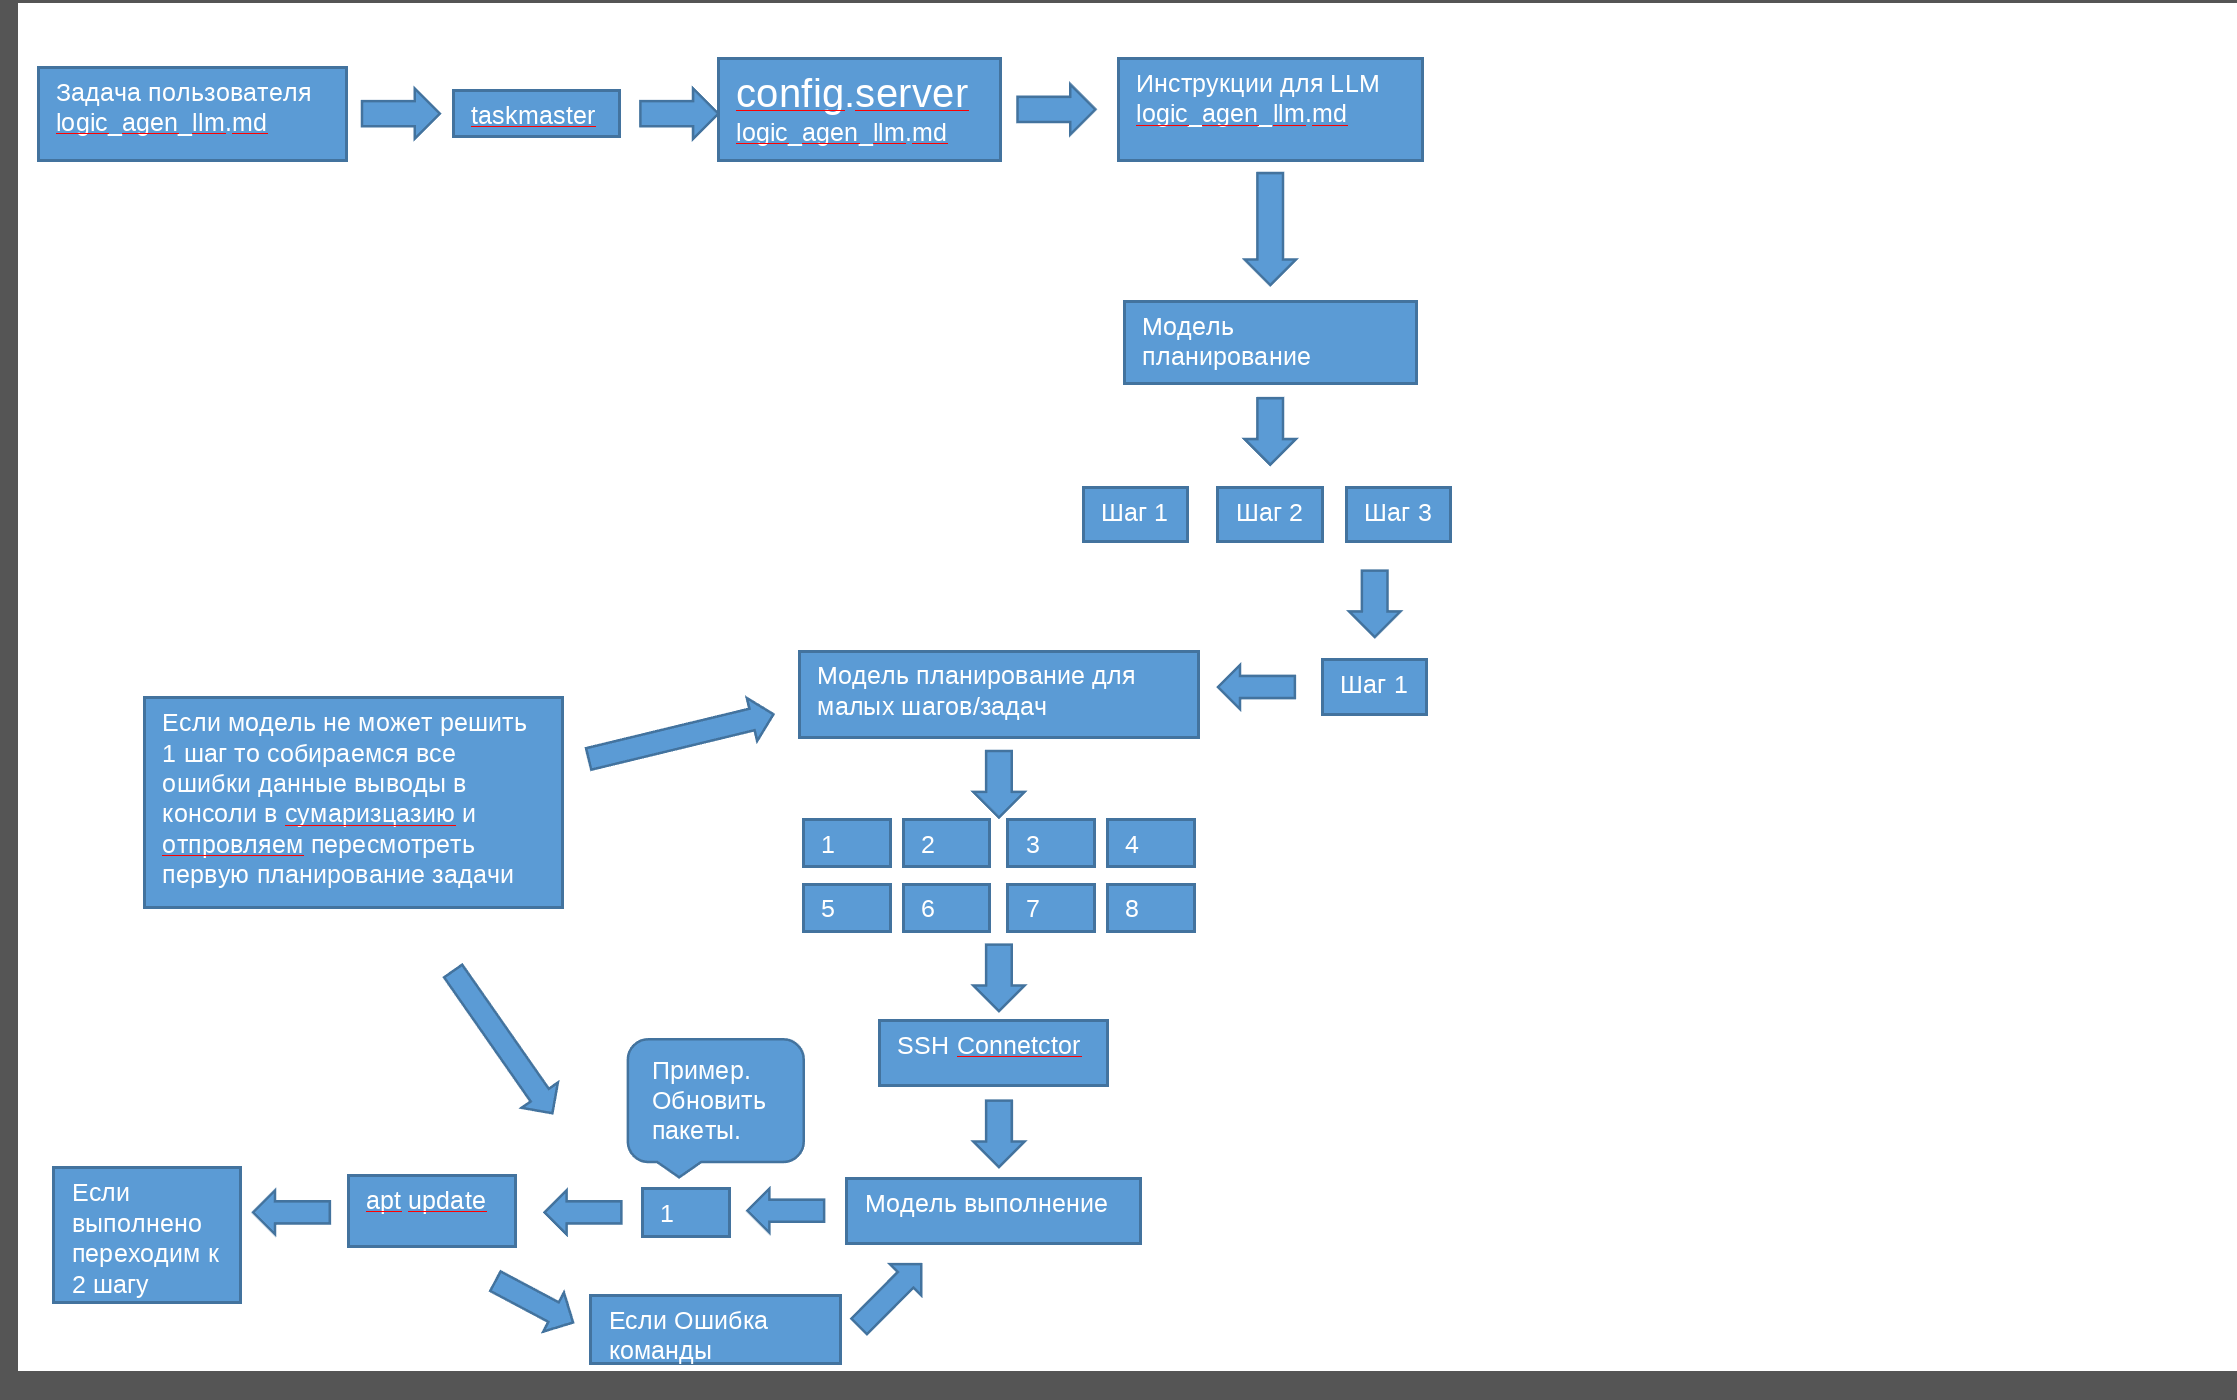 Задача пользователя
logic_agen_llm.md
taskmaster
config.server
logic_agen_llm.md
Инструкции для LLM
logic_agen_llm.md
Модель
планирование
Шаг 1
Шаг 2
Шаг 3
Шаг 1
Модель планирование для
малых шагов/задач
Если модель не может решить
1 шаг то собираемся все
ошибки данные выводы в
консоли в сумаризцазию и
отпровляем пересмотреть
первую планирование задачи
1
2
3
4
5
6
7
8
SSH Connetctor
Пример.
Обновить
пакеты.
Модель выполнение
1
apt update
Если
выполнено
переходим к
2 шагу
Если Ошибка
команды